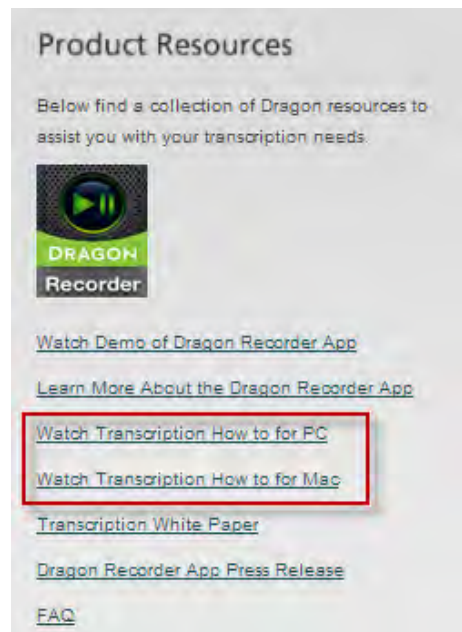 Product Resources
Below find a collection of Dragon resources to
assist you with your transcription needs.
DRAGON
Recorder
Watch Demo of Dragon Recorder App
Learn More About the Dragon Recorder App
Watch Transcription How to for PC
Watch Transcription How to for Mac
Transcription White Paper
Dragon Recorder App Press Release
FAQ